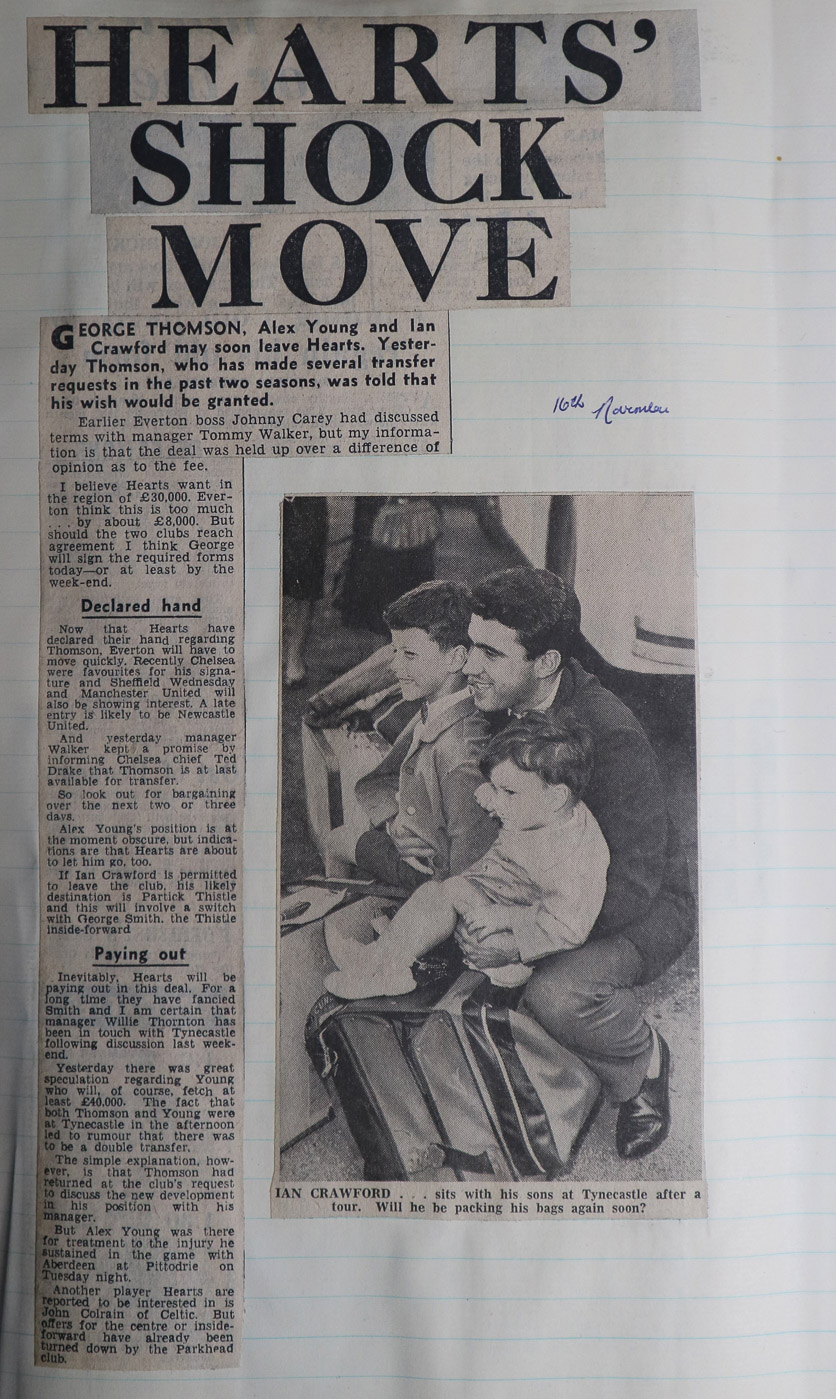 HEARTS'
SHOCK
MOVE
GEORGE THOMSON, Alex Young and Ian
Crawford may soon leave Hearts. Yester-
day Thomson, who has made several transfer
requests in the past two seasons, was told that
his wish would be granted.
Earlier Everton boss Johnny Carey had discussed
terms with manager Tommy Walker, but my informa-
tion is that the deal was held up over a difference of
opinion as to the fee.
I believe Hearts want in
the region of £30,000. Ever-
ton think this is too much
. . . by about £8,000. But
should the two clubs reach
agreement I think George
will sign the required forms
today—or at least by the
week-end.
Declared hand
Now that Hearts have
declared their hand regarding
Thomson, Everton will have to
move quickly. Recently Chelsea
were favourites for his signa-
ture and Sheffield Wednesday
and Manchester United will
also be showing interest. A late
entry is likely to be Newcastle
United.
And yesterday manager
Walker kept a promise by
informing Chelsea chief Ted
Drake that Thomson is at last
available for transfer.
So look out for bargaining
over the next two or three
days.
Alex Young's position is at
the moment obscure, but indica-
tions are that Hearts are about
to let him go, too.
If Ian Crawford is permitted
to leave the club, his likely
destination is Partick Thistle
and this will involve a switch
with George Smith, the Thistle
inside-forward
Paying out
Inevitably, Hearts will be
paying out in this deal. For a
long time they have fancied
Smith and I am certain that
manager Willie Thornton has
been in touch with Tynecastle
following discussion last week-
end.
Yesterday there was great
speculation regarding Young
who will, of course, fetch at
least £40,000. The fact that
both Thomson and Young were
at Tynecastle in the afternoon
led to rumour that there was
to be a double transfer.
The simple explanation, how-
ever, is that Thomson had
returned at the club's request
to discuss the new development
in his position with his
manager.
But Alex Young was there
for treatment to the injury he
sustained in the game with
Aberdeen at Pittodrie on
Tuesday night.
Another player Hearts are
reported to be interested in is
John Colrain of Celtic. But
offers for the centre or inside-
forward have already been
turned down by the Parkhead
club.
16th November
IAN CRAWFORD . . . sits with his sons at Tynecastle after a
tour. Will he be packing his bags again soon?